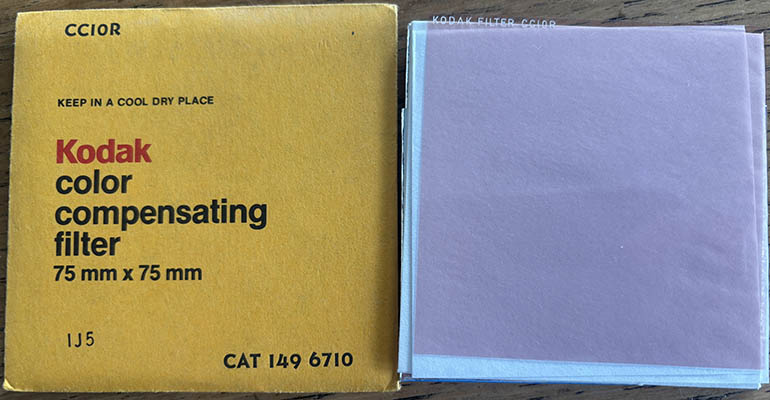 CC10R
KEEP IN A COOL DRY PLACE
Kodak
color
compensating
filter
75 mm x 75 mm
1J5
CAT 149 6710
KODAK FILTER CC10R